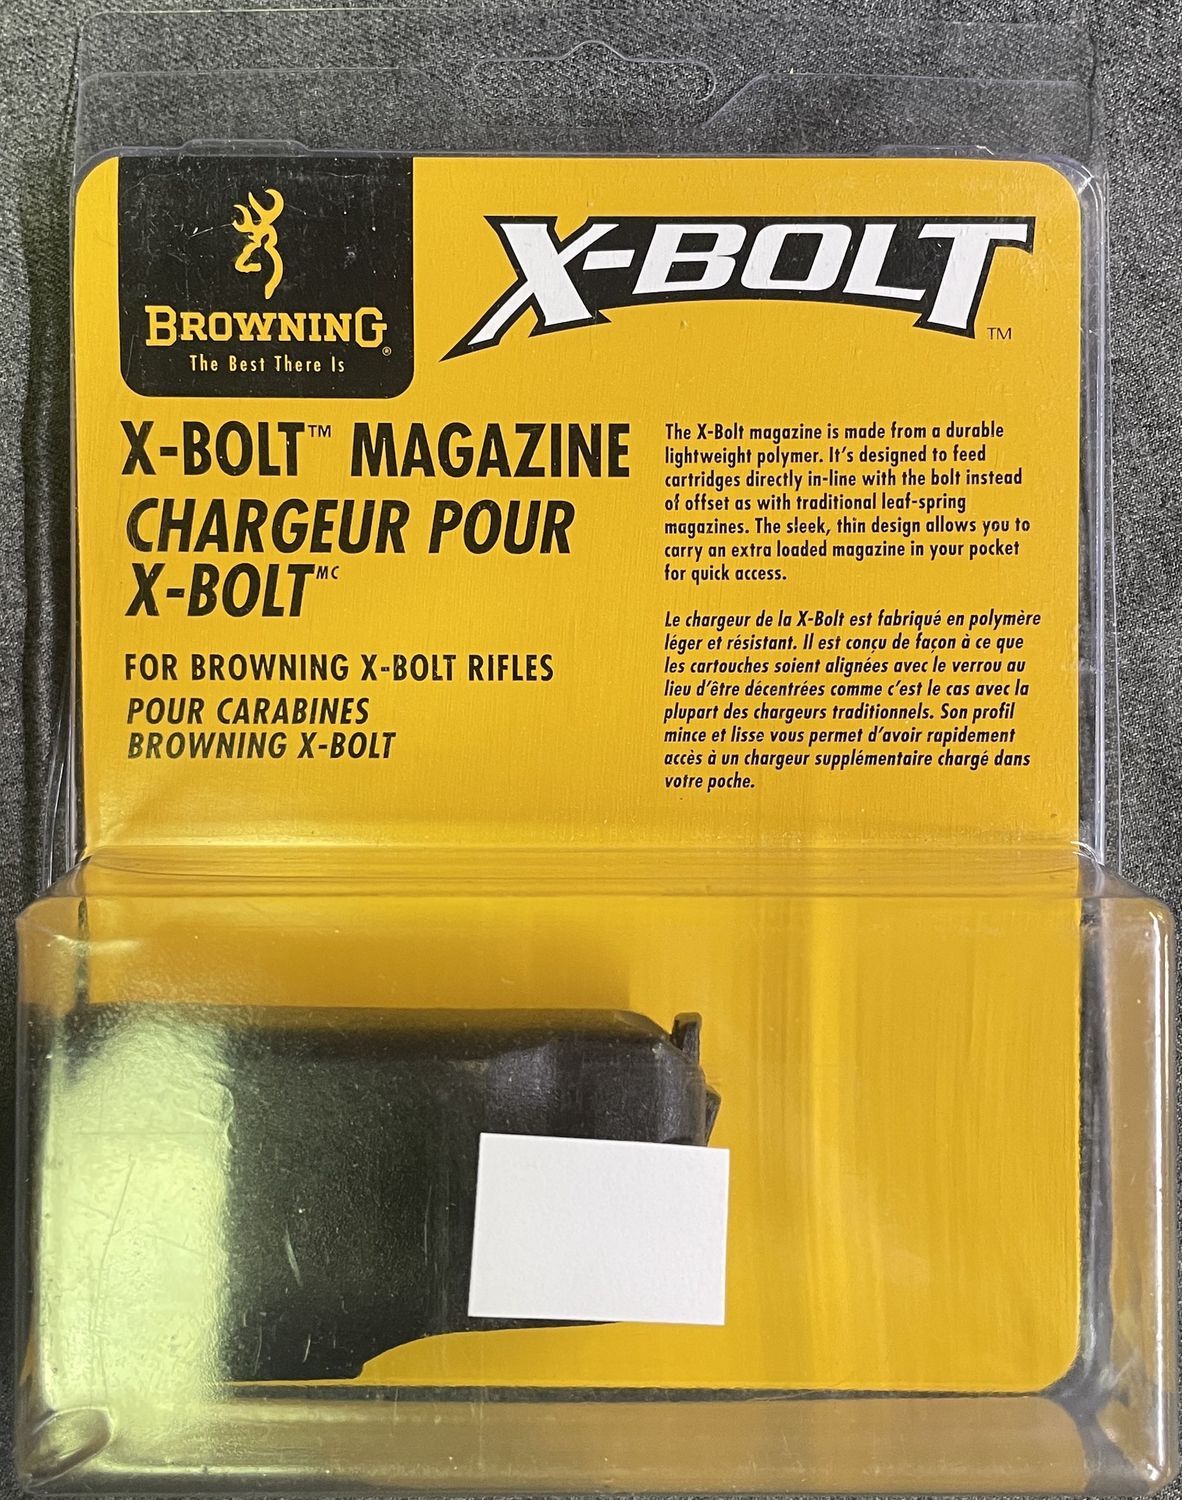 BROWNING®
The Best There Is
X-BOLT™
X-BOLT™ MAGAZINE
CHARGEUR POUR
X-BOLTᴹᶜ
FOR BROWNING X-BOLT RIFLES
POUR CARABINES
BROWNING X-BOLT
The X-Bolt magazine is made from a durable
lightweight polymer. It's designed to feed
cartridges directly in-line with the bolt instead
of offset as with traditional leaf-spring
magazines. The sleek, thin design allows you to
carry an extra loaded magazine in your pocket
for quick access.
Le chargeur de la X-Bolt est fabriqué en polymère
léger et résistant. Il est conçu de façon à ce que
les cartouches soient alignées avec le verrou au
lieu d'être décentrées comme c'est le cas avec la
plupart des chargeurs traditionnels. Son profil
mince et lisse vous permet d'avoir rapidement
accès à un chargeur supplémentaire chargé dans
votre poche.